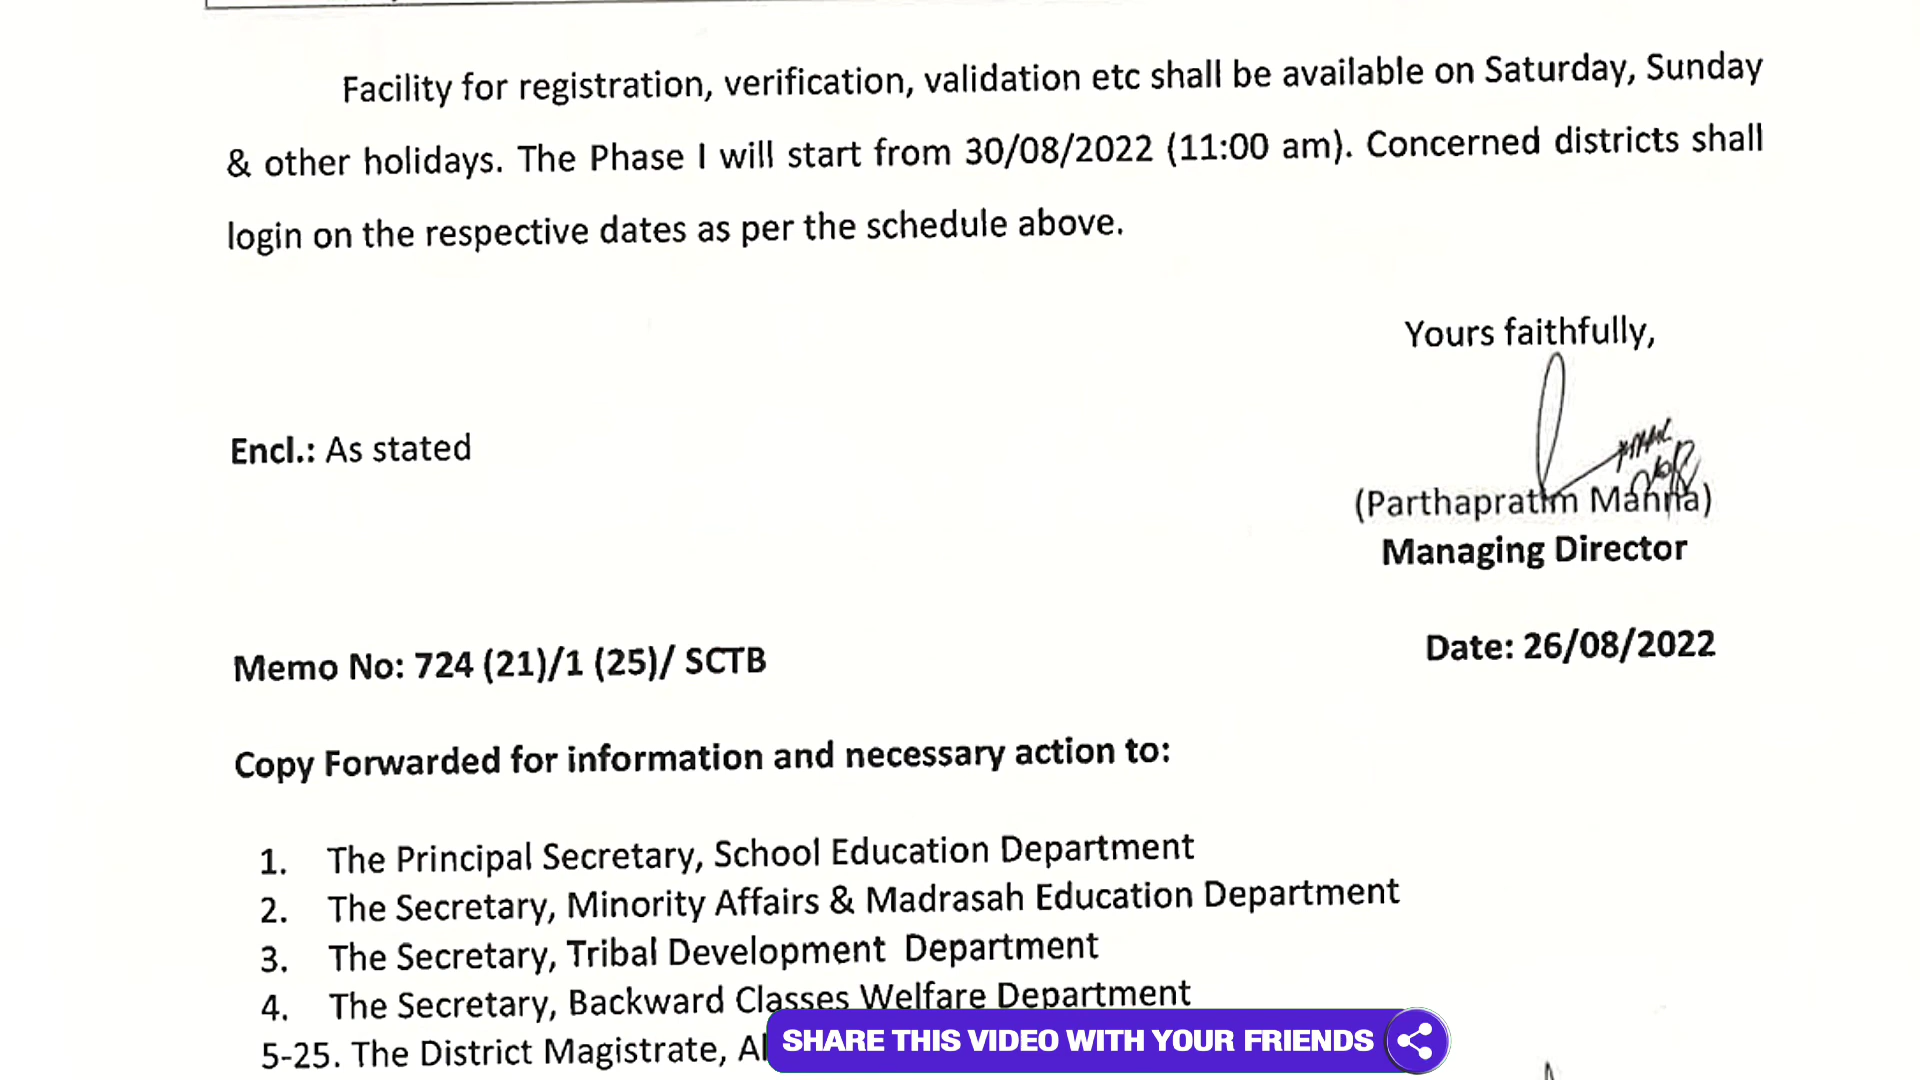 Facility for registration, verification, validation etc shall be available on Saturday, Sunday
& other holidays. The Phase I will start from 30/08/2022 (11:00 am). Concerned districts shall
login on the respective dates as per the schedule above.
Yours faithfully,
Encl.: As stated
(Parthapratim Manna)
Managing Director
Memo No: 724 (21)/1 (25)/ SCTB
Date: 26/08/2022
Copy Forwarded for information and necessary action to:
1. The Principal Secretary, School Education Department
2. The Secretary, Minority Affairs & Madrasah Education Department
3. The Secretary, Tribal Development Department
4. The Secretary, Backward Classes Welfare Department
5-25. The District Magistrate,
SHARE THIS VIDEO WITH YOUR FRIENDS